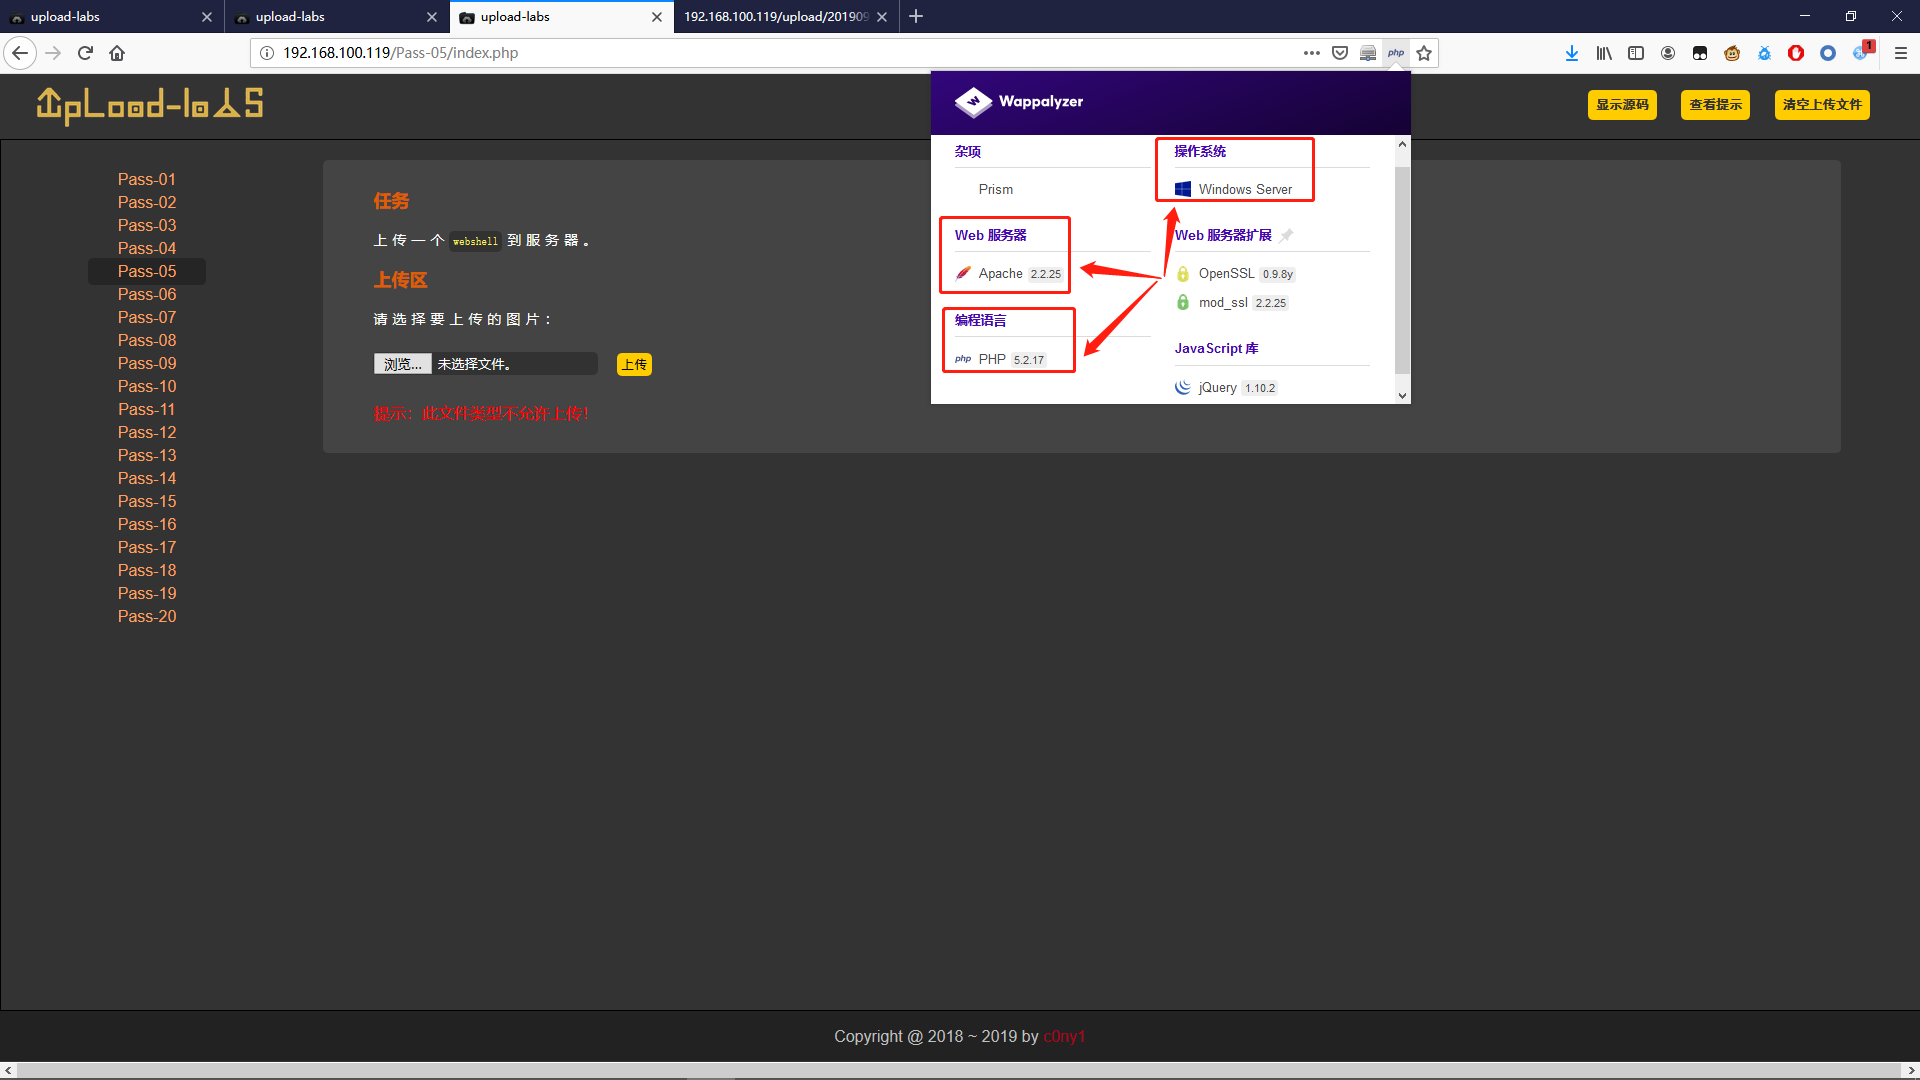 upload-labs
upload-labs
upload-labs
192.168.100.119/upload/201909
192.168.100.119/Pass-05/index.php
php
1
UpLoad-labs
显示源码
查看提示
清空上传文件
Wappalyzer
杂项
Prism
操作系统
Windows Server
Web 服务器
Apache 2.2.25
Web 服务器扩展
OpenSSL 0.9.8y
mod_ssl 2.2.25
编程语言
php PHP 5.2.17
JavaScript 库
jQuery 1.10.2
Pass-01
Pass-02
Pass-03
Pass-04
Pass-05
Pass-06
Pass-07
Pass-08
Pass-09
Pass-10
Pass-11
Pass-12
Pass-13
Pass-14
Pass-15
Pass-16
Pass-17
Pass-18
Pass-19
Pass-20
任务
上传一个 webshell 到服务器。
上传区
请选择要上传的图片：
浏览... 未选择文件。 上传
提示：此文件类型不允许上传！
Copyright @ 2018 ~ 2019 by c0ny1